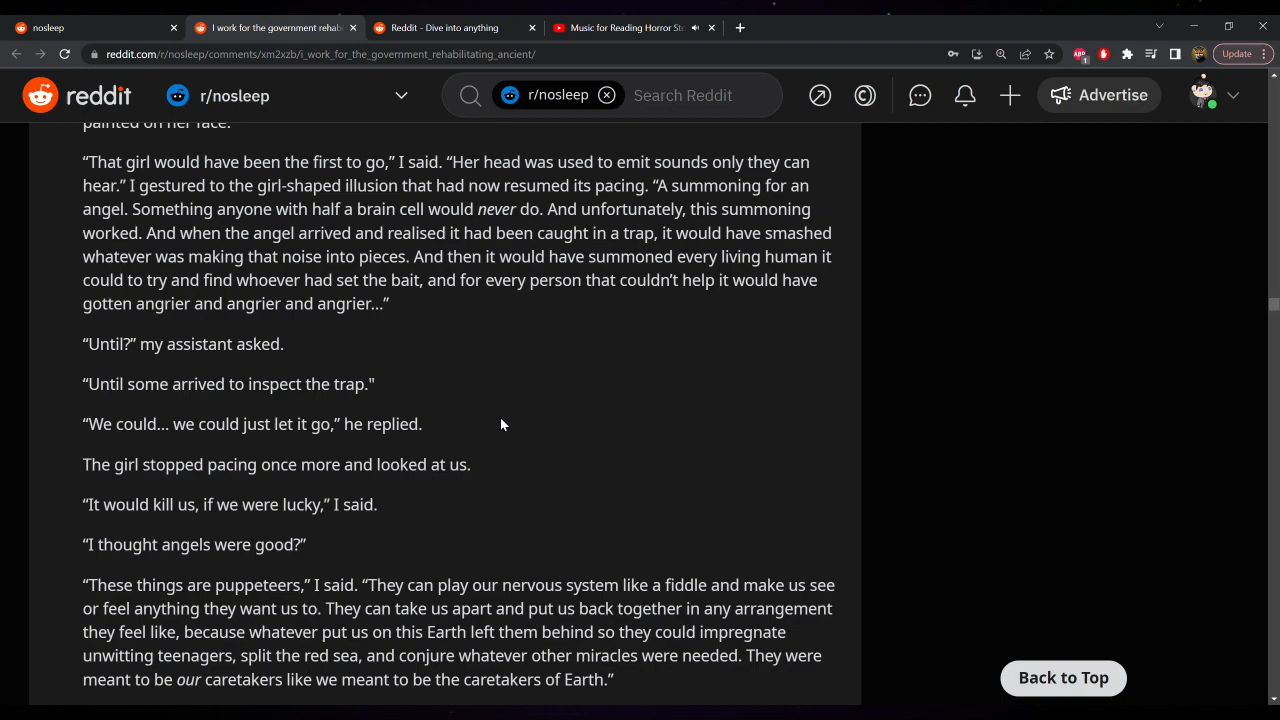 nosleep
I work for the government rehabi
Reddit - Dive into anything
Music for Reading Horror Sto
reddit.com/r/nosleep/comments/xm2xzb/i_work_for_the_government_rehabilitating_ancient/
ABP
1
Update
reddit
r/nosleep
r/nosleep
Search Reddit
Advertise
painted on her face.
“That girl would have been the first to go,” I said. “Her head was used to emit sounds only they can
hear.” I gestured to the girl-shaped illusion that had now resumed its pacing. “A summoning for an
angel. Something anyone with half a brain cell would never do. And unfortunately, this summoning
worked. And when the angel arrived and realised it had been caught in a trap, it would have smashed
whatever was making that noise into pieces. And then it would have summoned every living human it
could to try and find whoever had set the bait, and for every person that couldn’t help it would have
gotten angrier and angrier and angrier…”
“Until?” my assistant asked.
“Until some arrived to inspect the trap."
“We could… we could just let it go,” he replied.
The girl stopped pacing once more and looked at us.
“It would kill us, if we were lucky,” I said.
“I thought angels were good?”
“These things are puppeteers,” I said. “They can play our nervous system like a fiddle and make us see
or feel anything they want us to. They can take us apart and put us back together in any arrangement
they feel like, because whatever put us on this Earth left them behind so they could impregnate
unwitting teenagers, split the red sea, and conjure whatever other miracles were needed. They were
meant to be our caretakers like we meant to be the caretakers of Earth.”
Back to Top